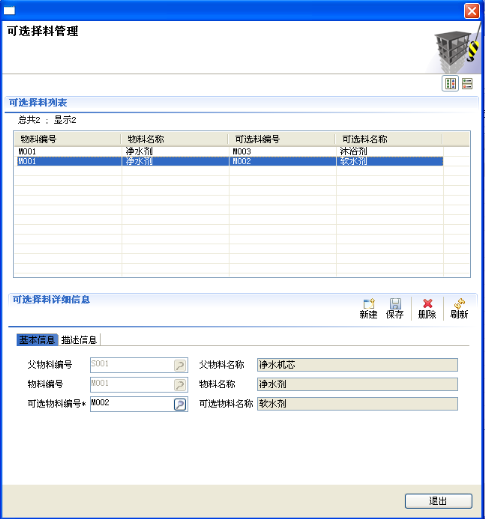 可选择料管理
可选择料列表
总共2 ; 显示2
物料编号 物料名称 可选料编号 可选料名称
M001 净水剂 M003 沐浴剂
M001 净水剂 M002 软水剂
可选择料详细信息
新建 保存 删除 刷新
基本信息 描述信息
父物料编号 S001 父物料名称 净水机芯
物料编号 M001 物料名称 净水剂
可选物料编号* M002 可选物料名称 软水剂
退出